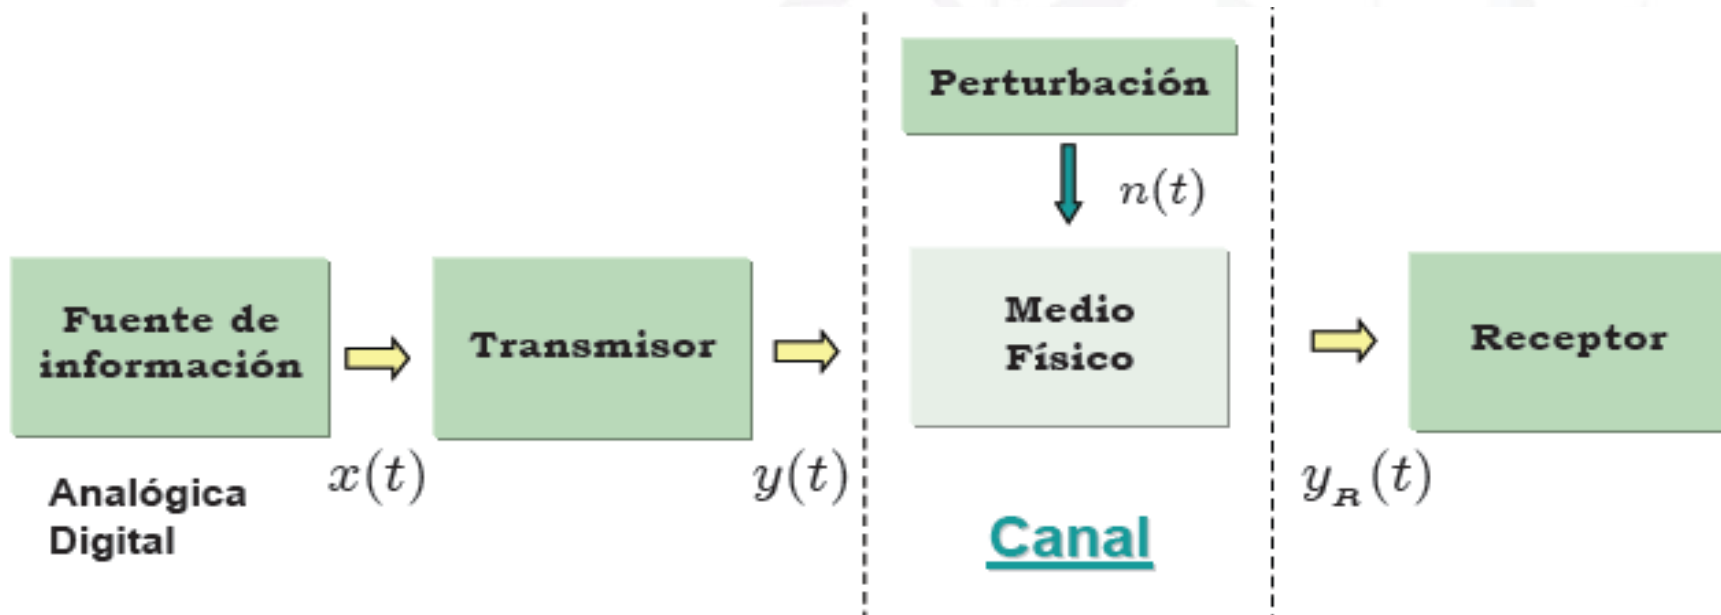 Perturbación
n(t)
Fuente de
información
Transmisor
Medio
Físico
Receptor
x(t)
y(t)
y_R(t)
Analógica
Digital
Canal